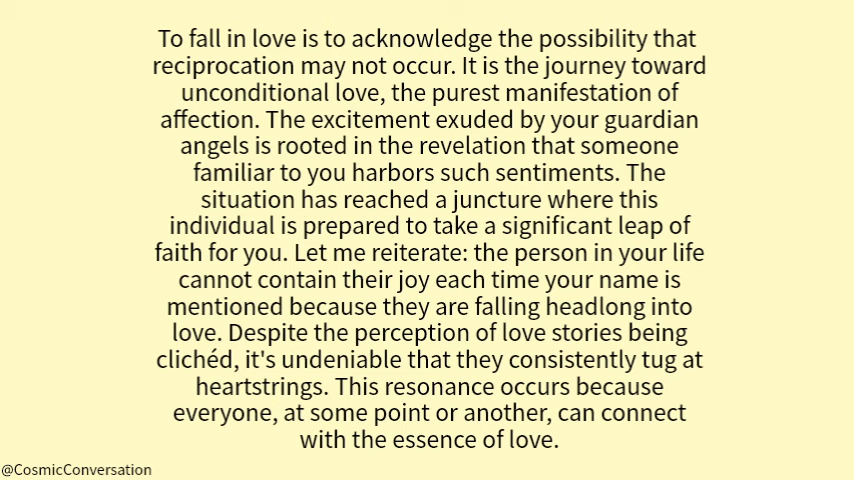 To fall in love is to acknowledge the possibility that
reciprocation may not occur. It is the journey toward
unconditional love, the purest manifestation of
affection. The excitement exuded by your guardian
angels is rooted in the revelation that someone
familiar to you harbors such sentiments. The
situation has reached a juncture where this
individual is prepared to take a significant leap of
faith for you. Let me reiterate: the person in your life
cannot contain their joy each time your name is
mentioned because they are falling headlong into
love. Despite the perception of love stories being
clichéd, it's undeniable that they consistently tug at
heartstrings. This resonance occurs because
everyone, at some point or another, can connect
with the essence of love.
@CosmicConversation